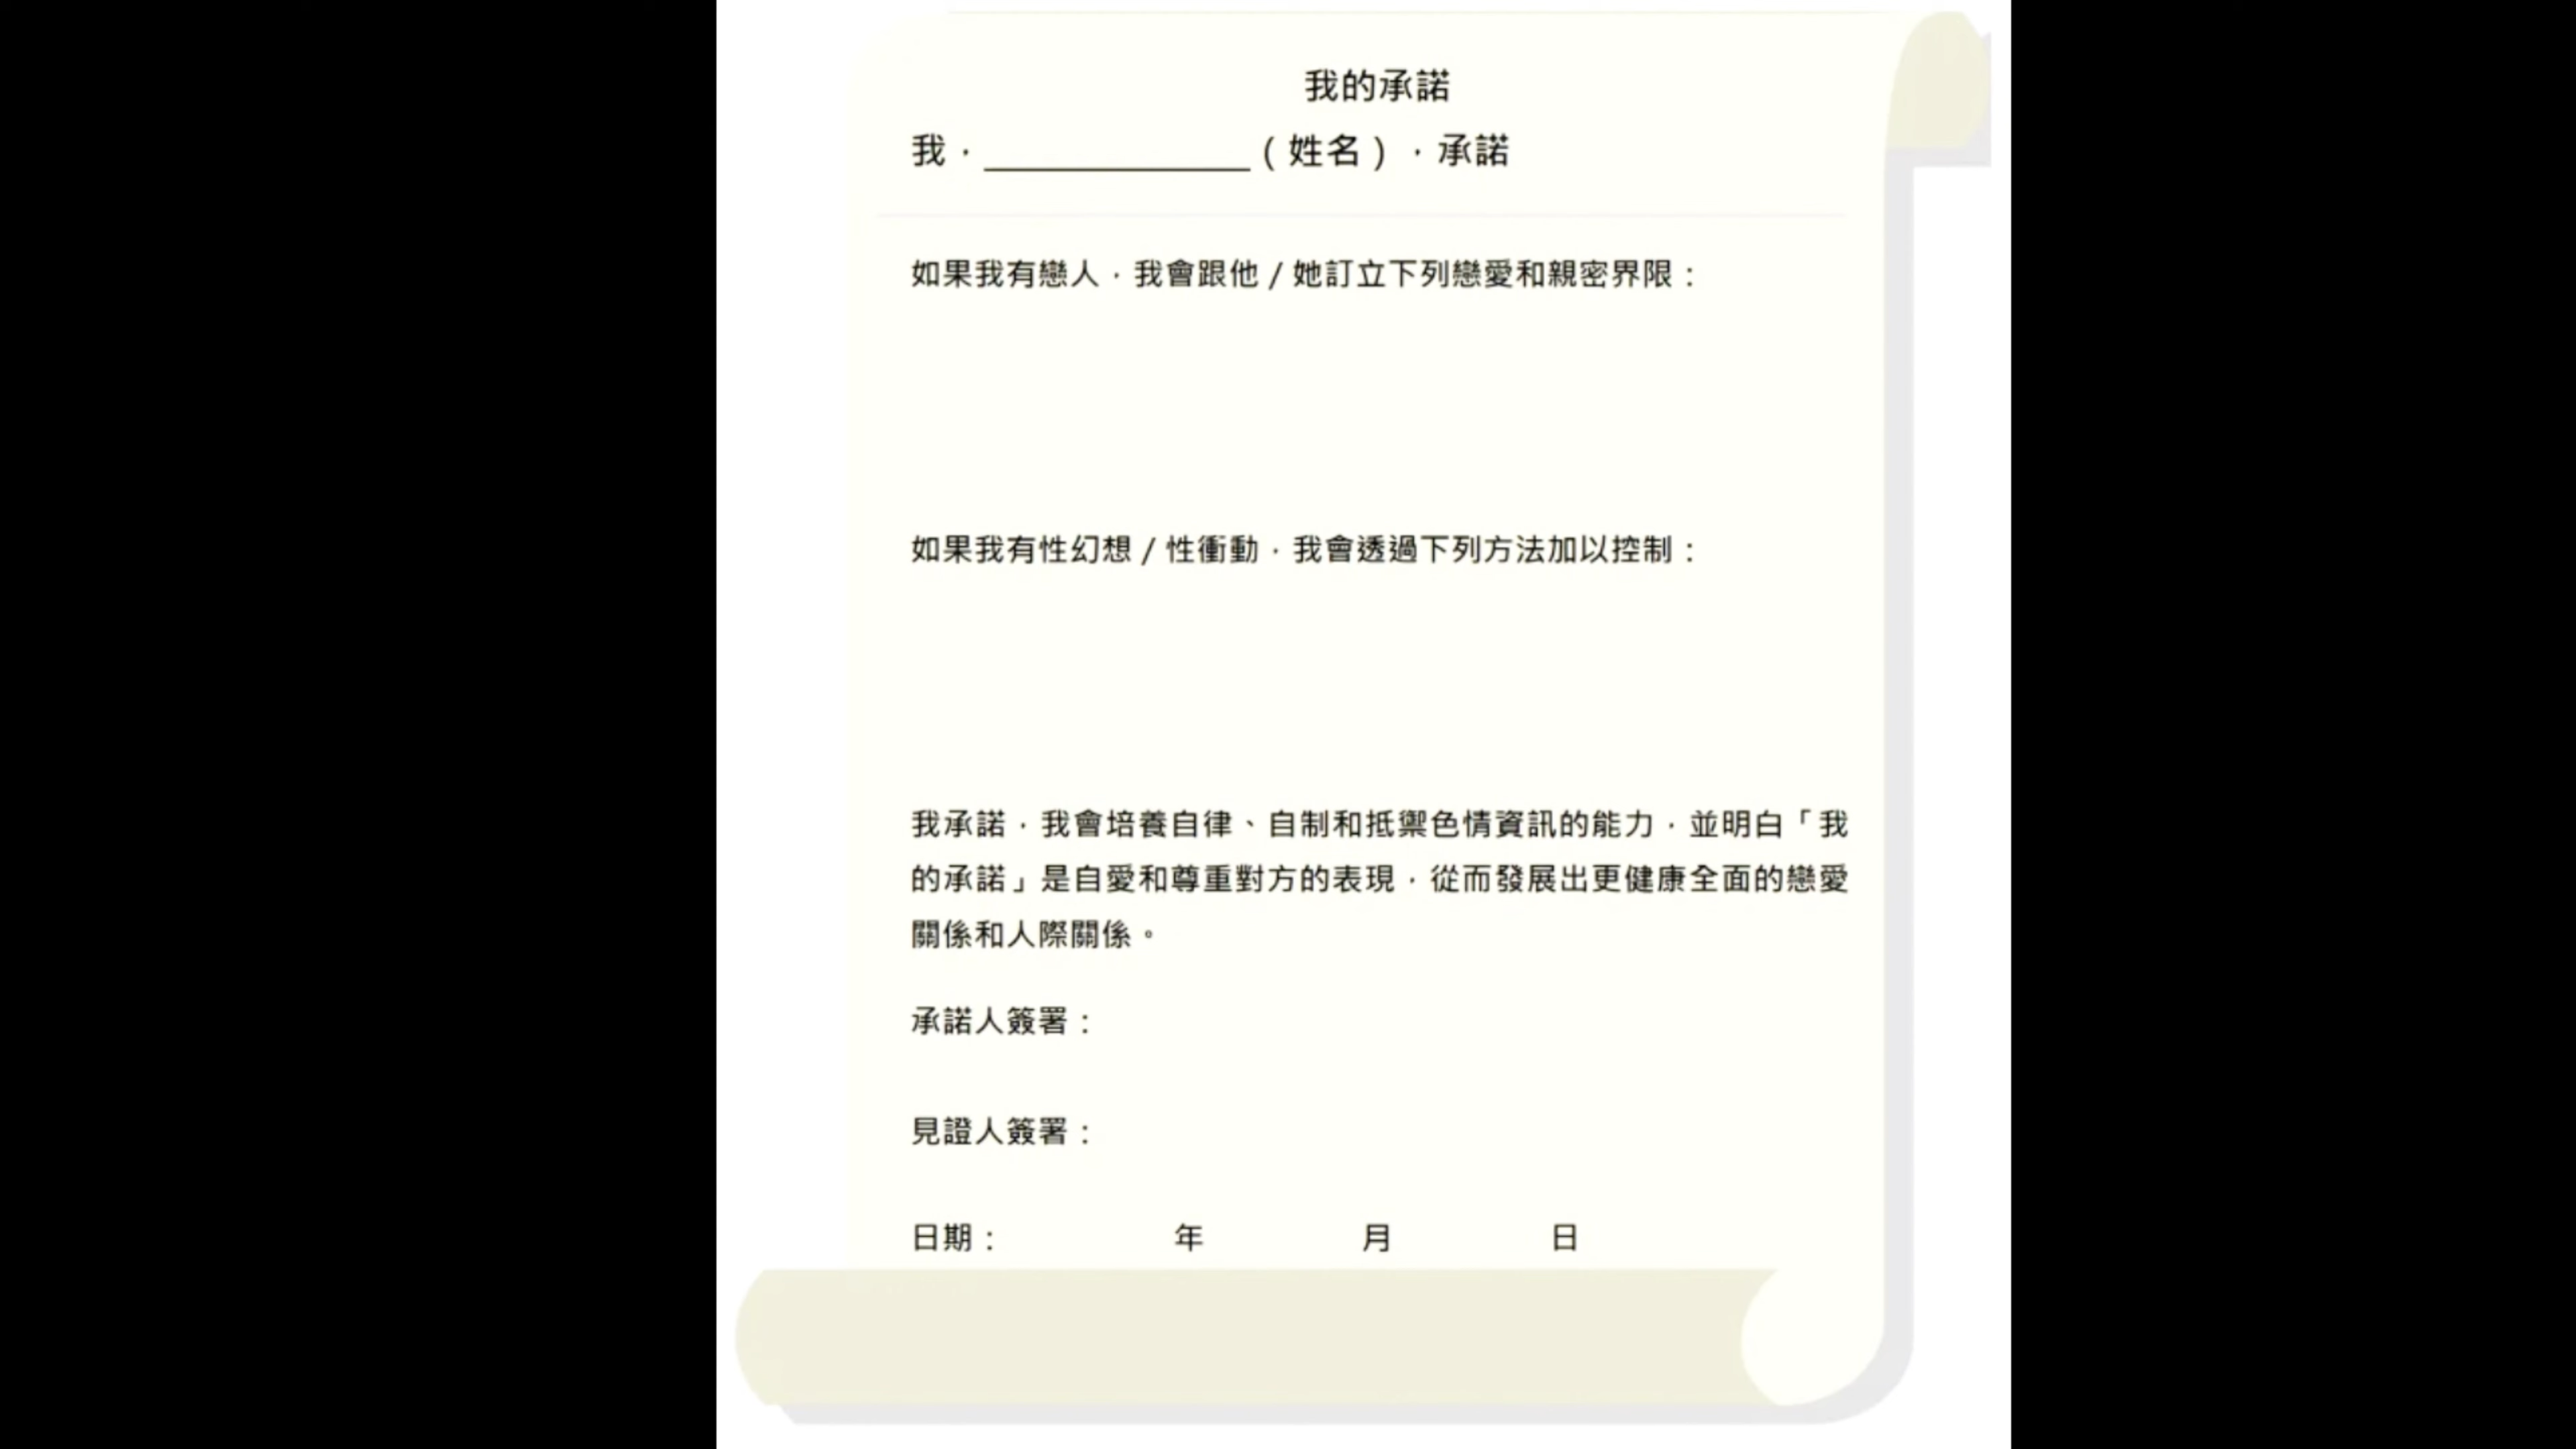 我的承諾
我，______________（姓名），承諾
如果我有戀人，我會跟他／她訂立下列戀愛和親密界限：
如果我有性幻想／性衝動，我會透過下列方法加以控制：
我承諾，我會培養自律、自制和抵禦色情資訊的能力，並明白「我
的承諾」是自愛和尊重對方的表現，從而發展出更健康全面的戀愛
關係和人際關係。
承諾人簽署：
見證人簽署：
日期： 年 月 日